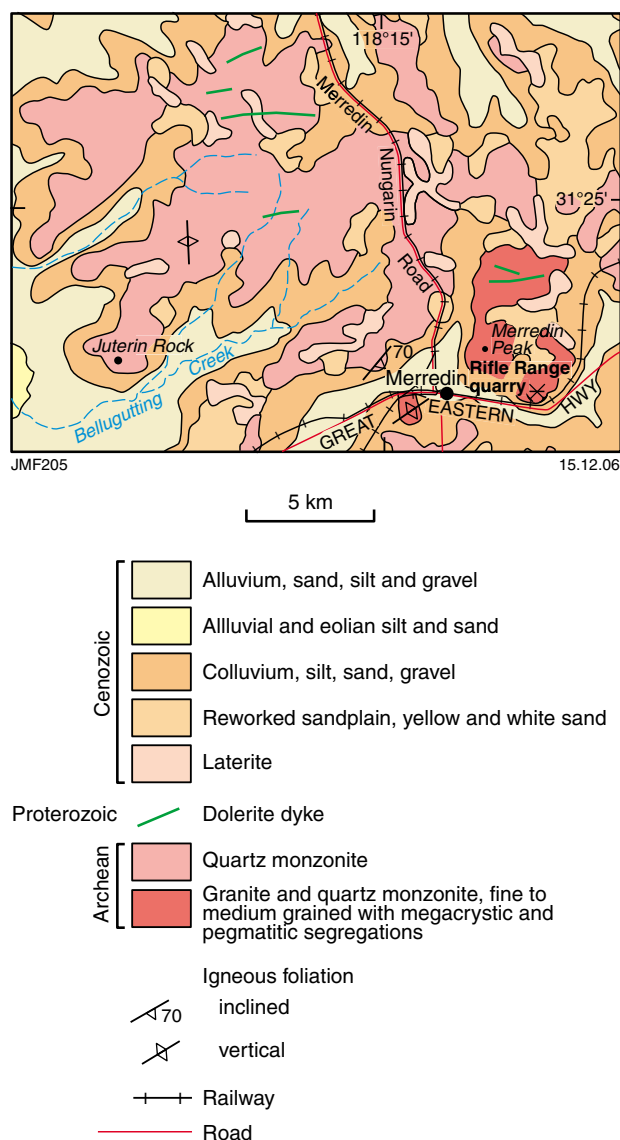 118°15'
Merredin
Nungarin
Road
31°25'
Juterin Rock
Bellugutting Creek
70
Merredin
Peak
Rifle Range
quarry
Merredin
GREAT EASTERN HWY
JMF205
15.12.06
5 km
Cenozoic
Alluvium, sand, silt and gravel
Allluvial and eolian silt and sand
Colluvium, silt, sand, gravel
Reworked sandplain, yellow and white sand
Laterite
Proterozoic
Dolerite dyke
Archean
Quartz monzonite
Granite and quartz monzonite, fine to
medium grained with megacrystic and
pegmatitic segregations
Igneous foliation
70 inclined
vertical
Railway
Road